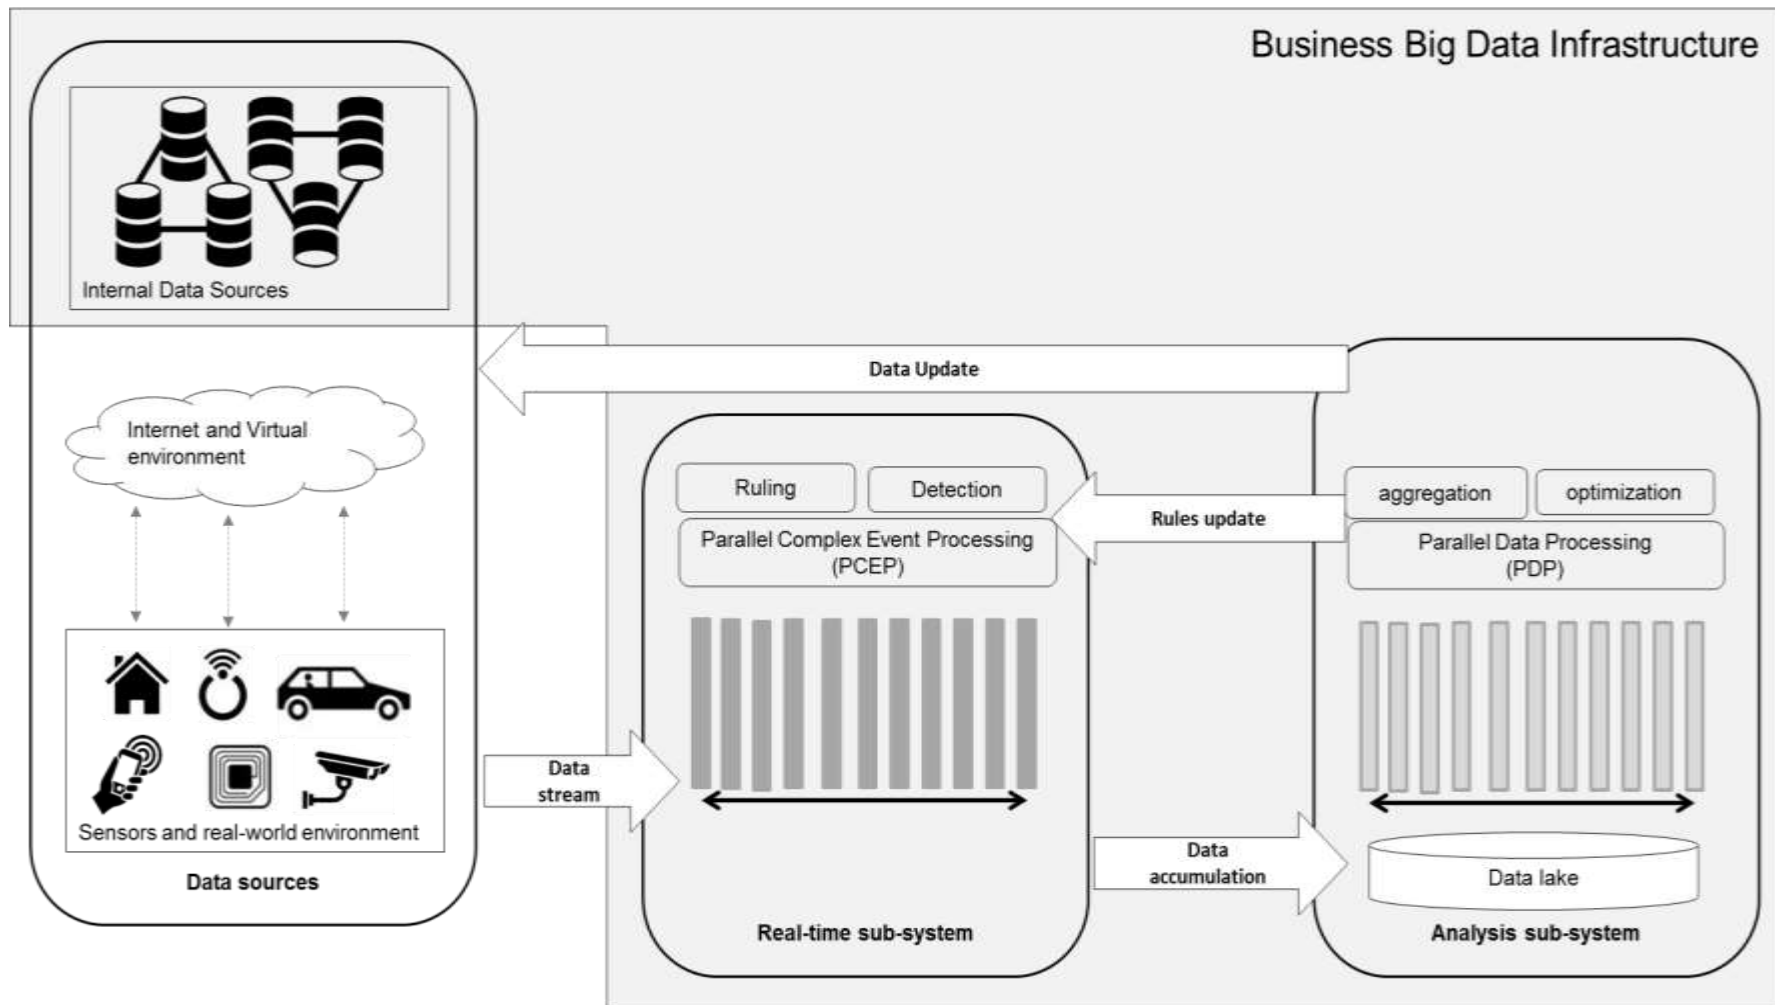 Business Big Data Infrastructure
Internal Data Sources
Internet and Virtual
environment
Sensors and real-world environment
Data sources
Data Update
Data
stream
Ruling
Detection
Parallel Complex Event Processing
(PCEP)
Real-time sub-system
Rules update
Data
accumulation
aggregation
optimization
Parallel Data Processing
(PDP)
Data lake
Analysis sub-system